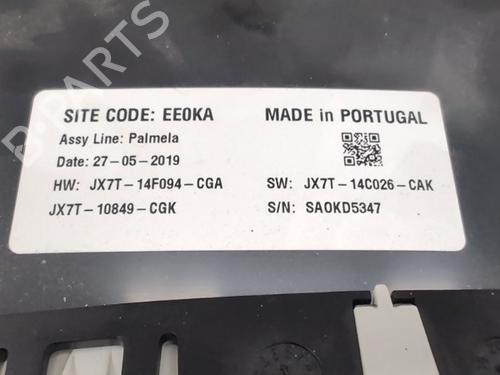 SITE CODE: EE0KA
MADE in PORTUGAL
Assy Line: Palmela
Date: 27-05-2019
HW: JX7T-14F094-CGA
SW: JX7T-14C026-CAK
JX7T-10849-CGK
S/N: SA0KD5347
B-PARTS